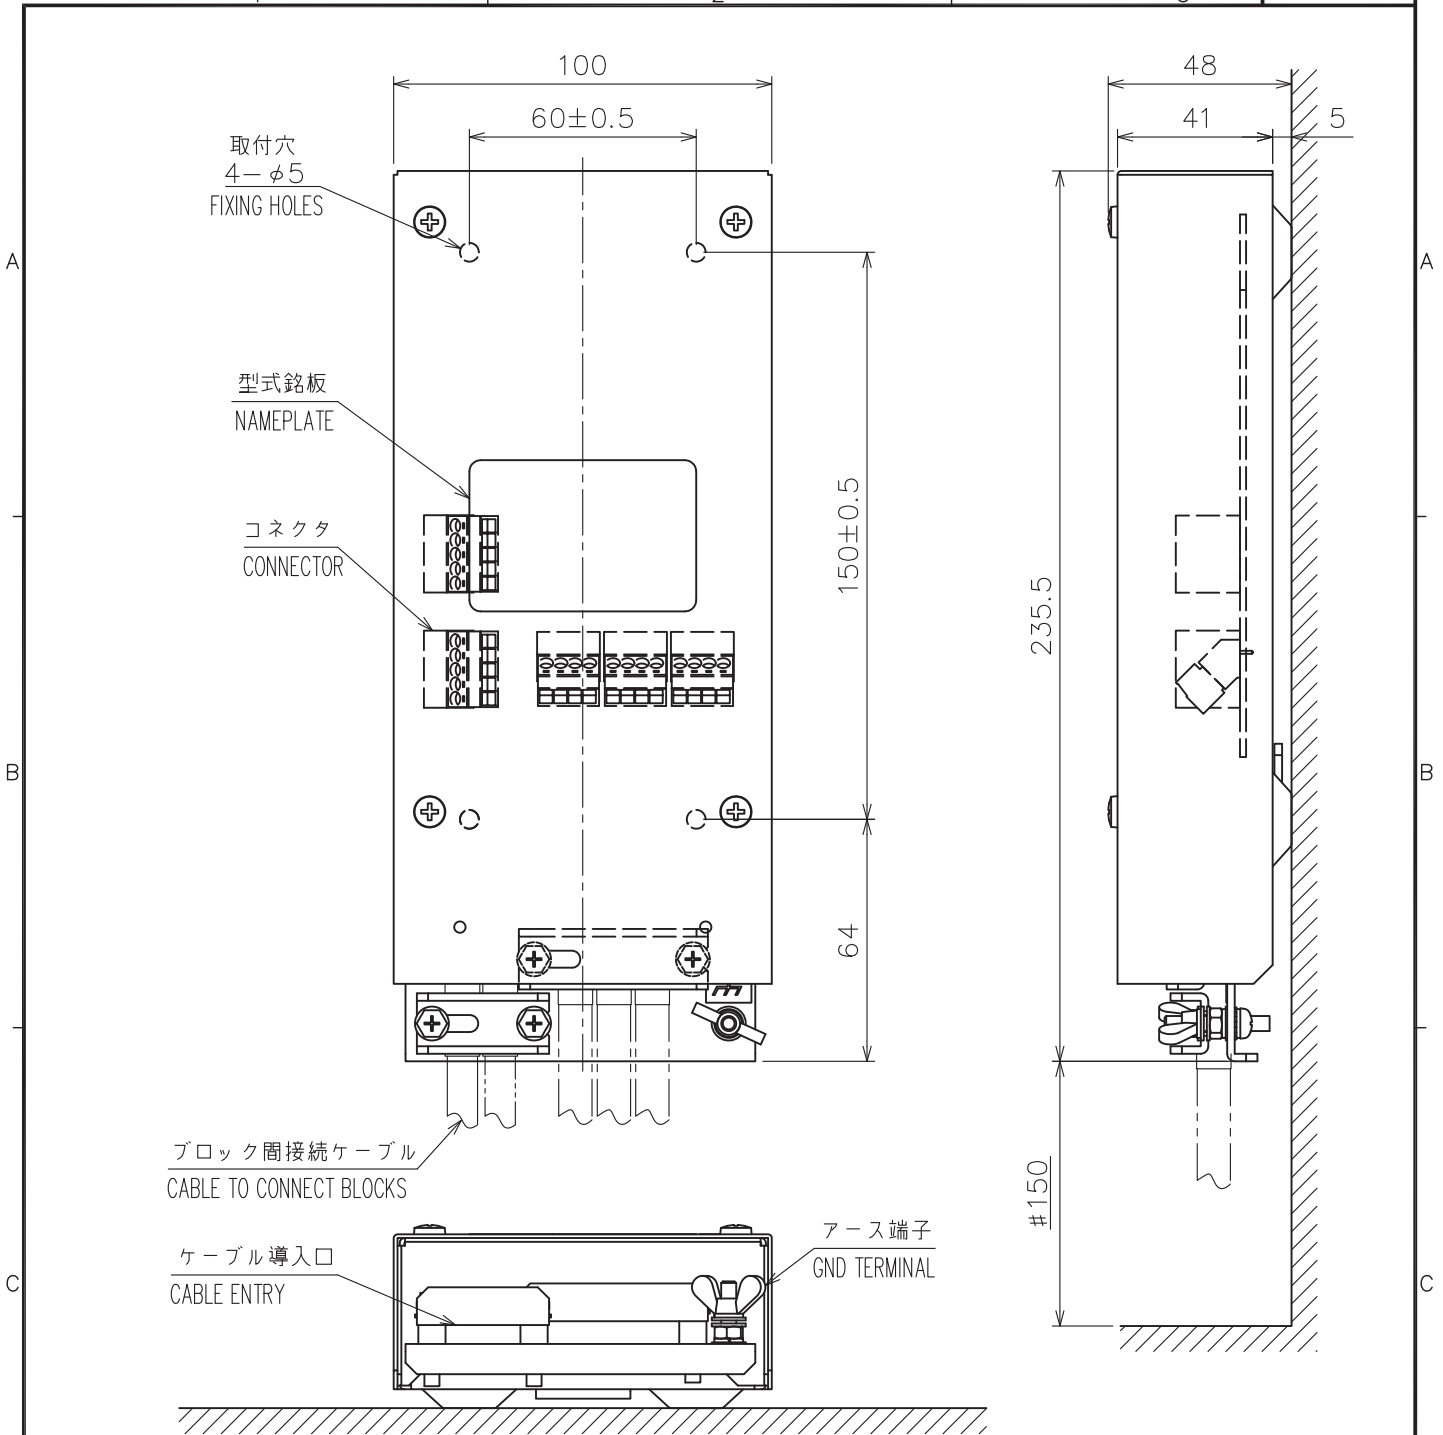 100
48
60±0.5
41
5
取付穴
4-φ5
FIXING HOLES
A
A
型式銘板
NAMEPLATE
コネクタ
CONNECTOR
150±0.5
235.5
B
B
64
ブロック間接続ケーブル
CABLE TO CONNECT BLOCKS
#150
ケーブル導入口
CABLE ENTRY
アース端子
GND TERMINAL
C
C